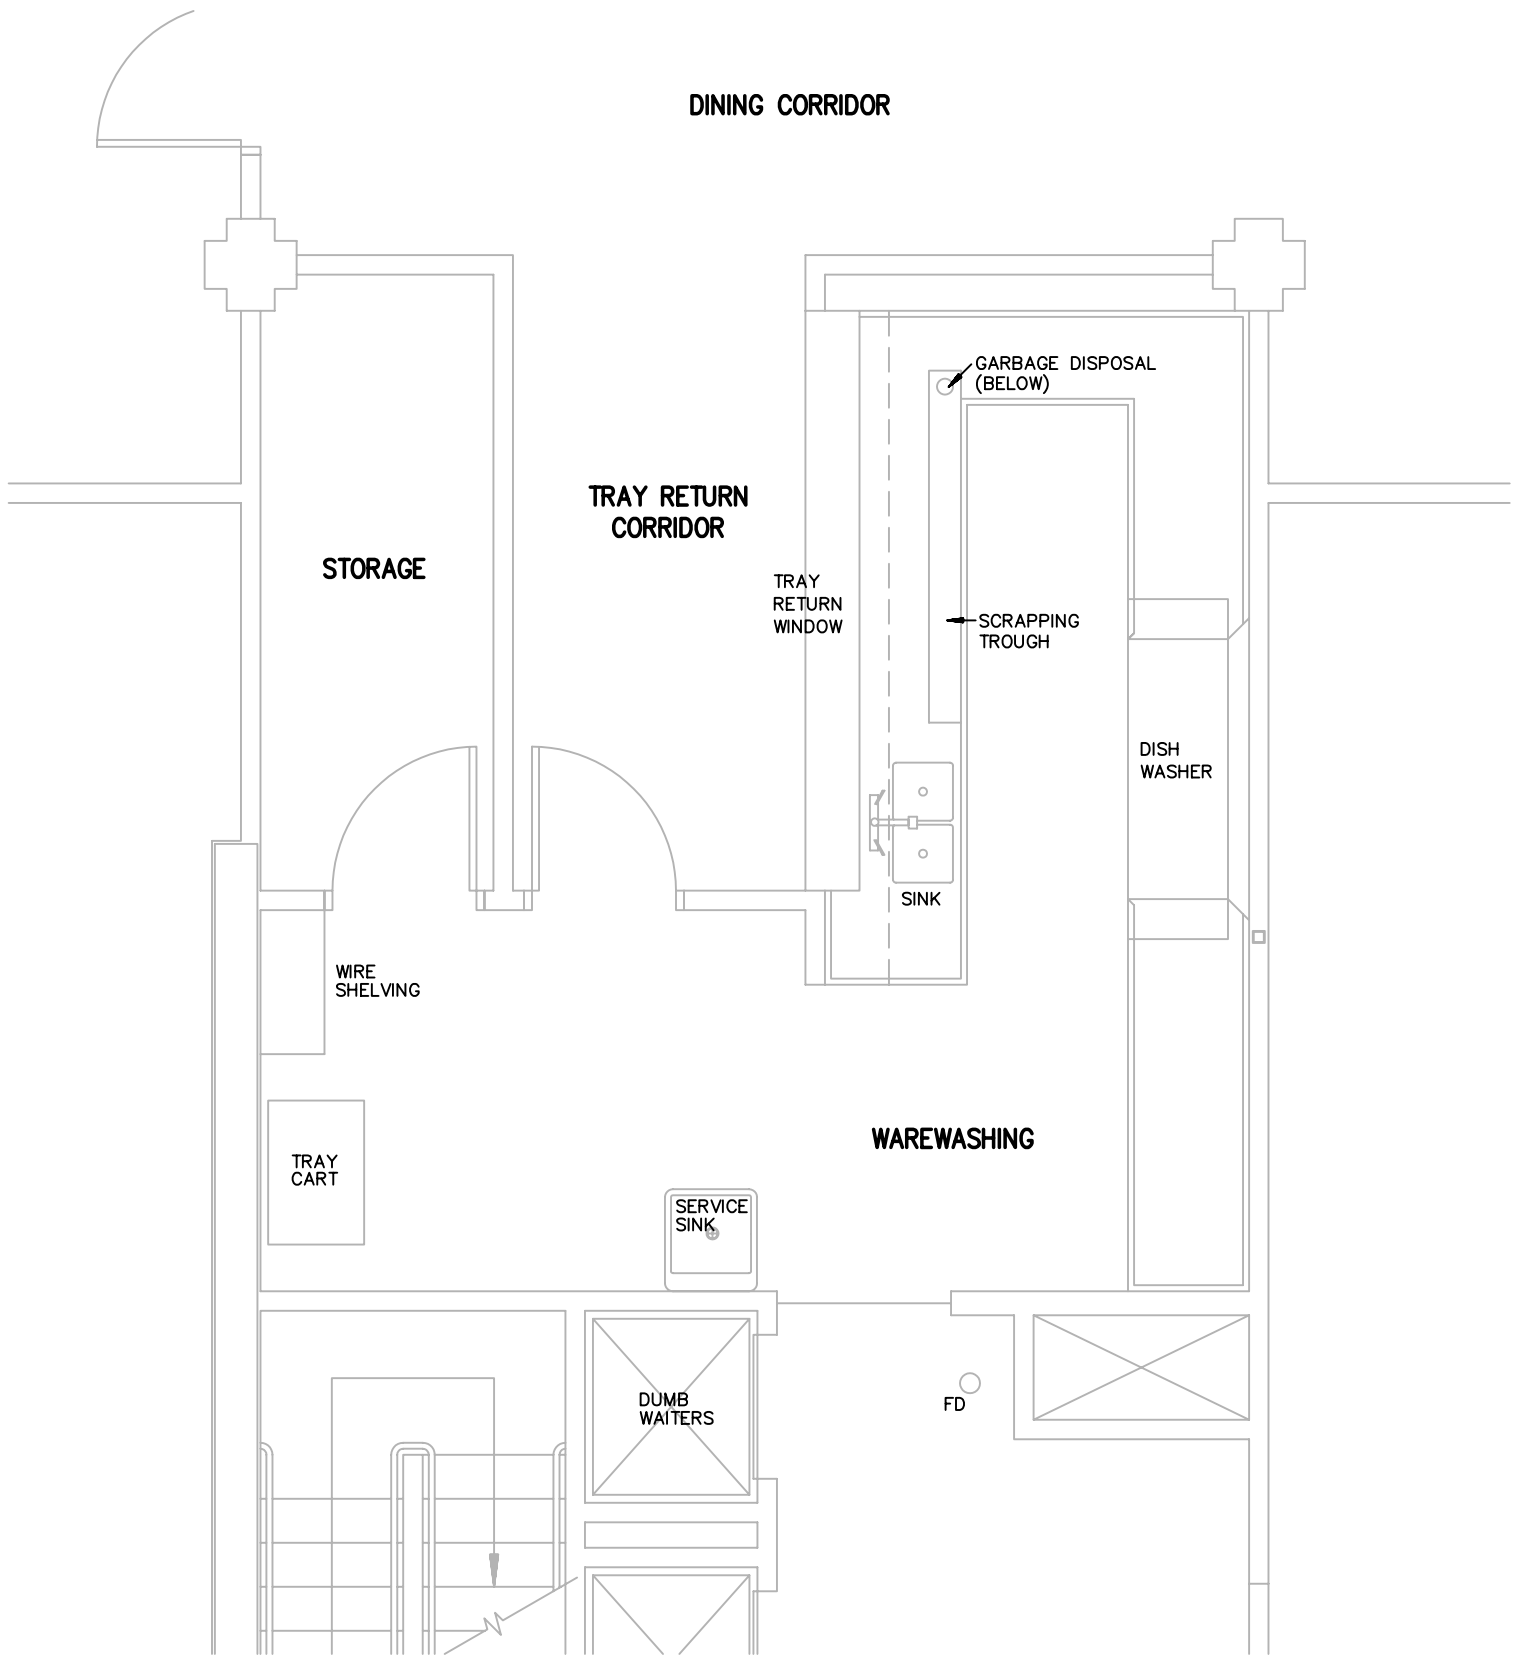 DINING CORRIDOR
GARBAGE DISPOSAL
(BELOW)
TRAY RETURN
CORRIDOR
STORAGE
TRAY
RETURN
WINDOW
SCRAPPING
TROUGH
DISH
WASHER
SINK
WIRE
SHELVING
WAREWASHING
TRAY
CART
SERVICE
SINK
DUMB
WAITERS
FD